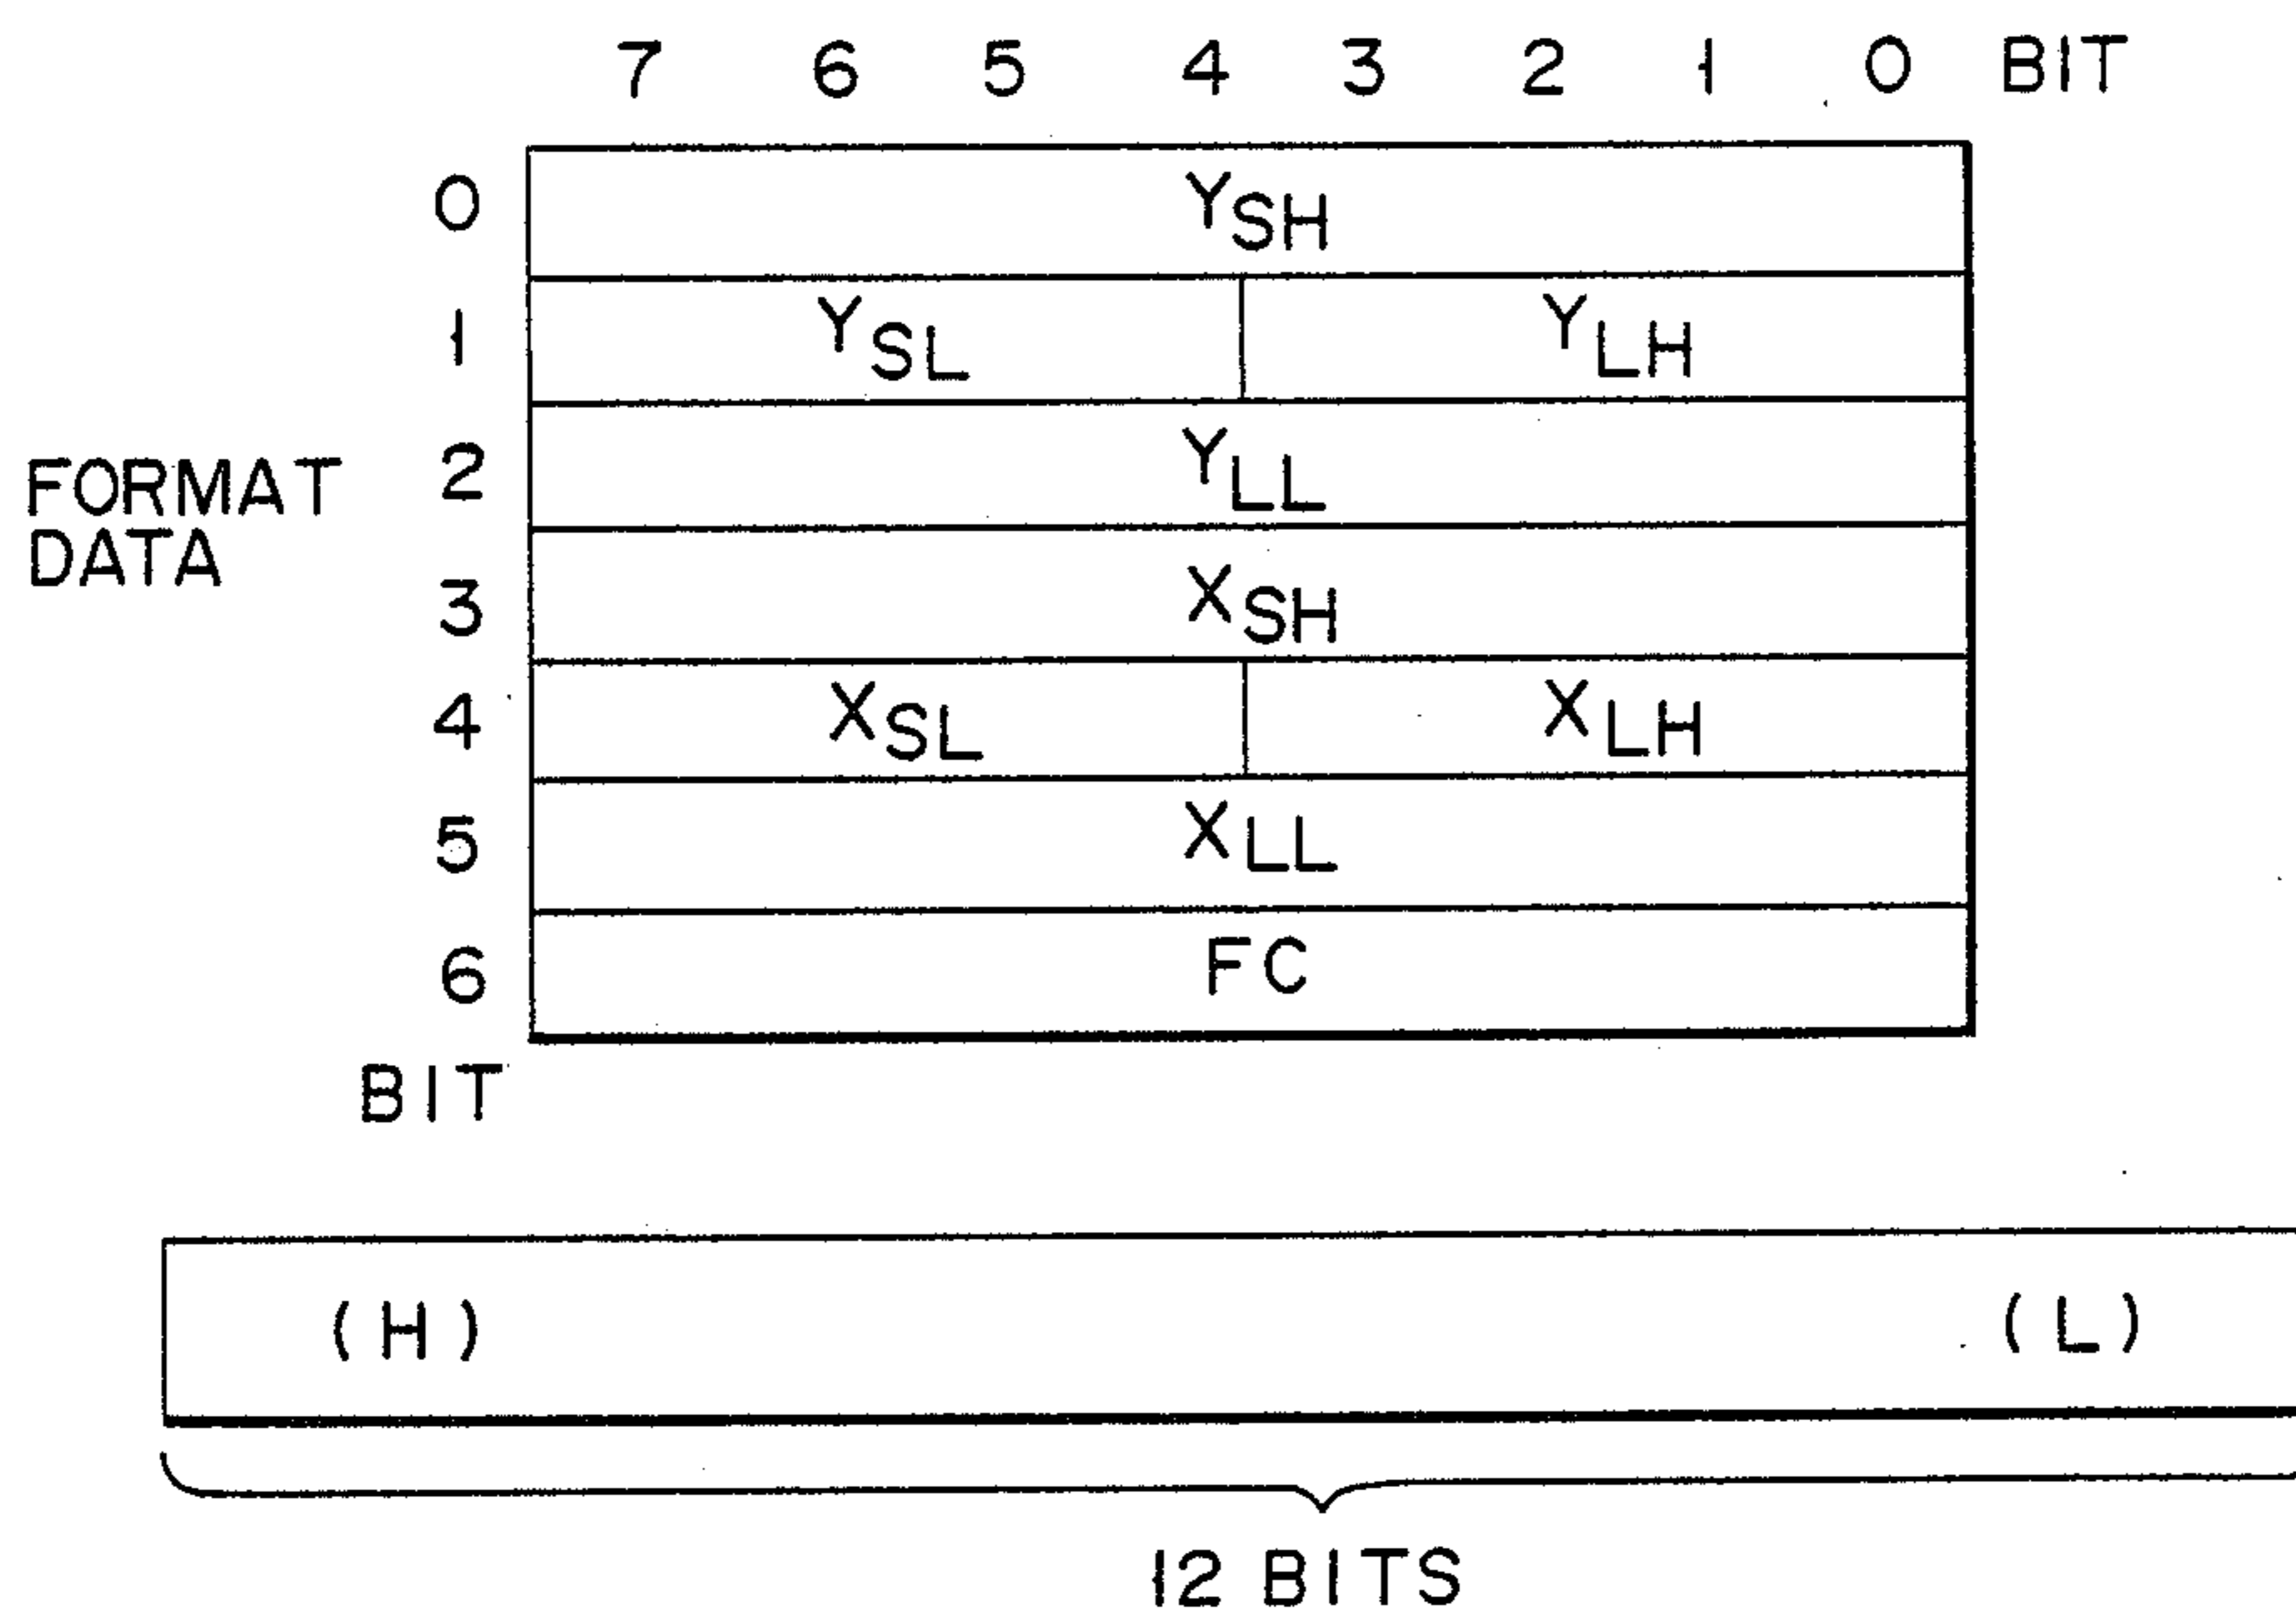 7 6 5 4 3 2 1 0 BIT
0 YSH
1 YSL YLH
2 YLL
FORMAT
DATA
3 XSH
4 XSL XLH
5 XLL
6 FC
BIT
(H) (L)
12 BITS